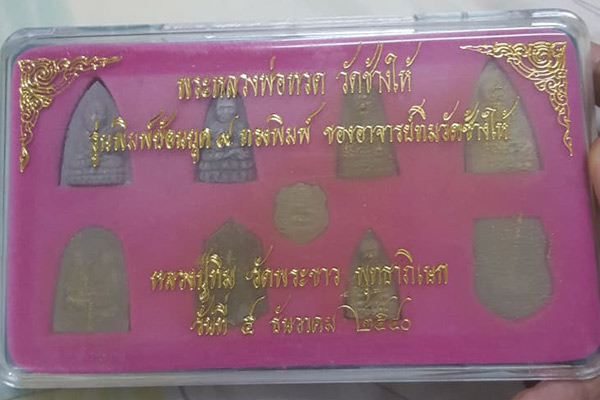 พระหลวงพ่อทวด วัดช้างให้
รุ่นพิมพ์ย้อนยุค ๙ ทรงพิมพ์ ของอาจารย์ทิมวัดช้างให้
หลวงปู่ทิม วัดพระขาว พุทธาภิเษก
วันที่ ๕ ธันวาคม ๒๕๔๐